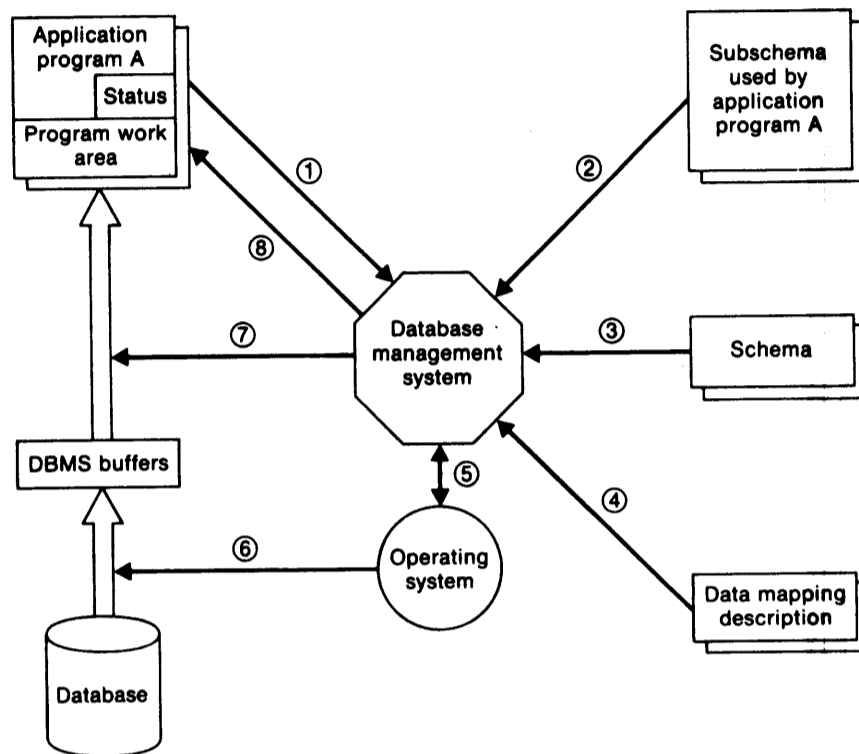 Application
program A
Status
Program work
area
Subschema
used by
application
program A
①
②
⑧
Database
management
system
⑦
③
Schema
DBMS buffers
⑤
④
⑥
Operating
system
Data mapping
description
Database